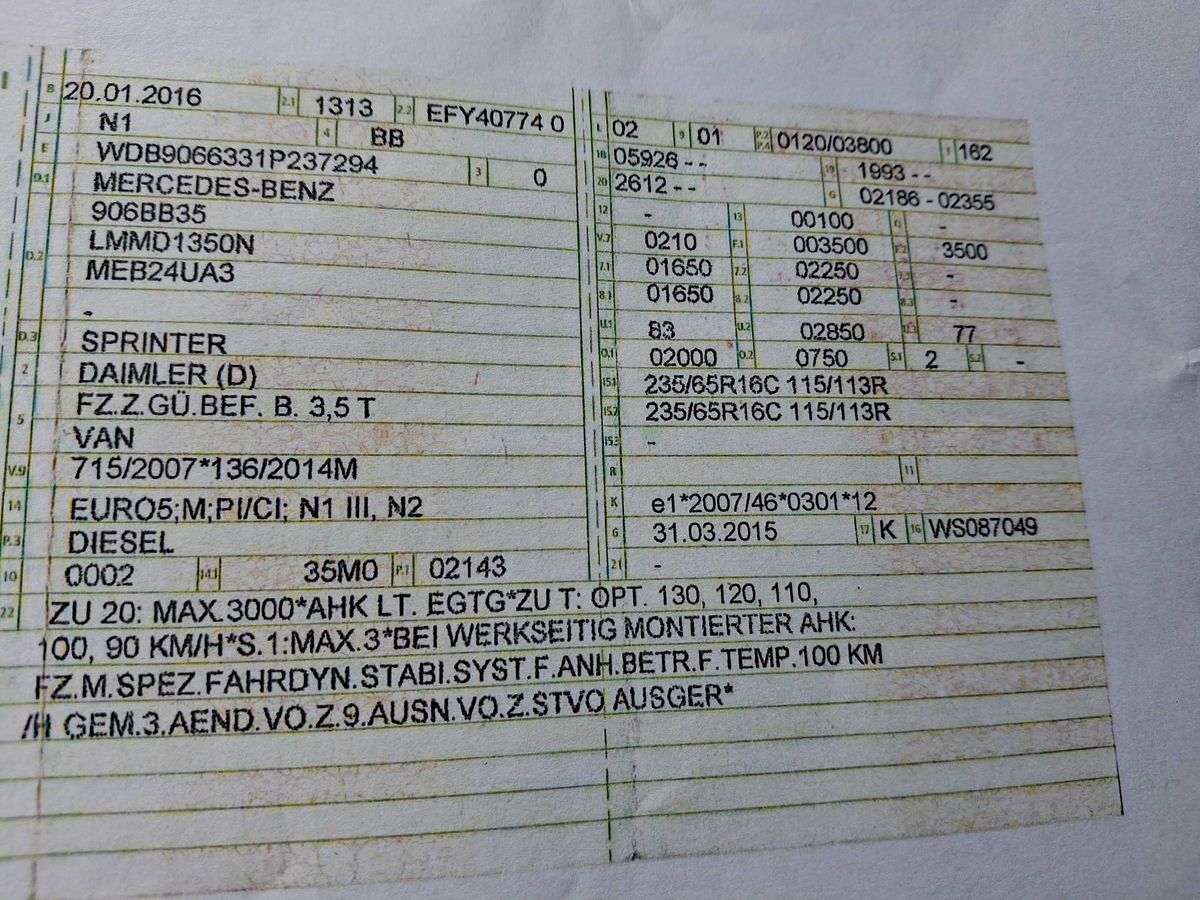 B 20.01.2016 2.1 1313 2.2 EFY40774 0
J N1 4 BB
E WDB9066331P237294 3 0
D.1 MERCEDES-BENZ
906BB35
D.2 LMMD1350N
MEB24UA3
-
D.3 SPRINTER
2 DAIMLER (D)
5 FZ.Z.GÜ.BEF. B. 3,5 T
VAN
V.9 715/2007*136/2014M
14 EURO5;M;PI/CI; N1 III, N2
P.3 DIESEL
10 0002 14.1 35M0 P.1 02143
L 02 9 01 P.2 P.4 0120/03800 T 162
18 05926 - - 19 1993 - -
20 2612 - - G 02186 - 02355
12 - 13 00100 Q -
V.7 0210 F.1 003500 F.2 3500
7.1 01650 7.2 02250 7.3 -
8.1 01650 8.2 02250 8.3 -
U.1 83 U.2 02850 U.3 77
O.1 02000 O.2 0750 S.1 2 S.2 -
15.1 235/65R16C 115/113R
15.2 235/65R16C 115/113R
15.3 -
R 11
K e1*2007/46*0301*12
6 31.03.2015 17 K 16 WS087049
21 -
22 ZU 20: MAX.3000*AHK LT. EGTG*ZU T: OPT. 130, 120, 110,
100, 90 KM/H*S.1:MAX.3*BEI WERKSEITIG MONTIERTER AHK:
FZ.M.SPEZ.FAHRDYN.STABI.SYST.F.ANH.BETR.F.TEMP.100 KM
/H GEM.3.AEND.VO.Z.9.AUSN.VO.Z.STVO AUSGER*